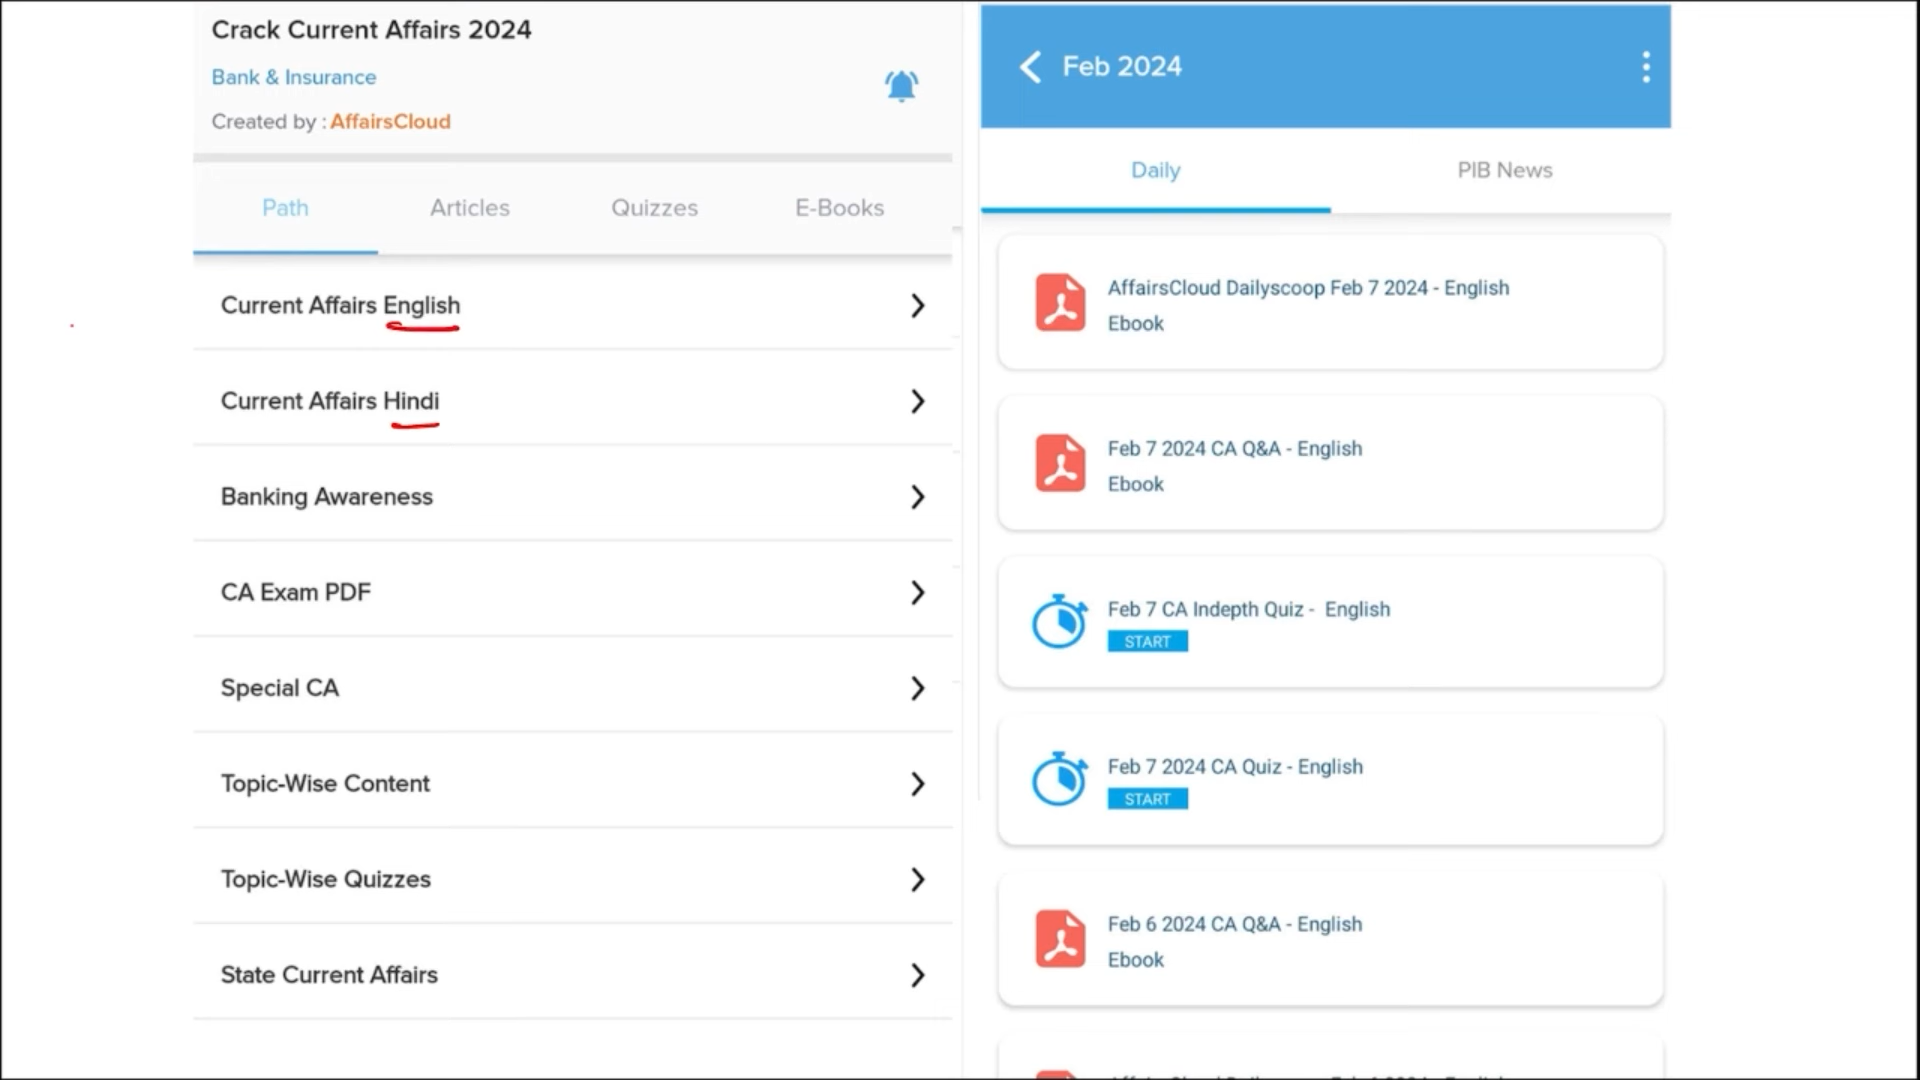 Crack Current Affairs 2024
Bank & Insurance
Created by : AffairsCloud
Path
Articles
Quizzes
E-Books
Current Affairs English
Current Affairs Hindi
Banking Awareness
CA Exam PDF
Special CA
Topic-Wise Content
Topic-Wise Quizzes
State Current Affairs
Feb 2024
Daily
PIB News
AffairsCloud Dailyscoop Feb 7 2024 - English
Ebook
Feb 7 2024 CA Q&A - English
Ebook
Feb 7 CA Indepth Quiz -  English
START
Feb 7 2024 CA Quiz - English
START
Feb 6 2024 CA Q&A - English
Ebook